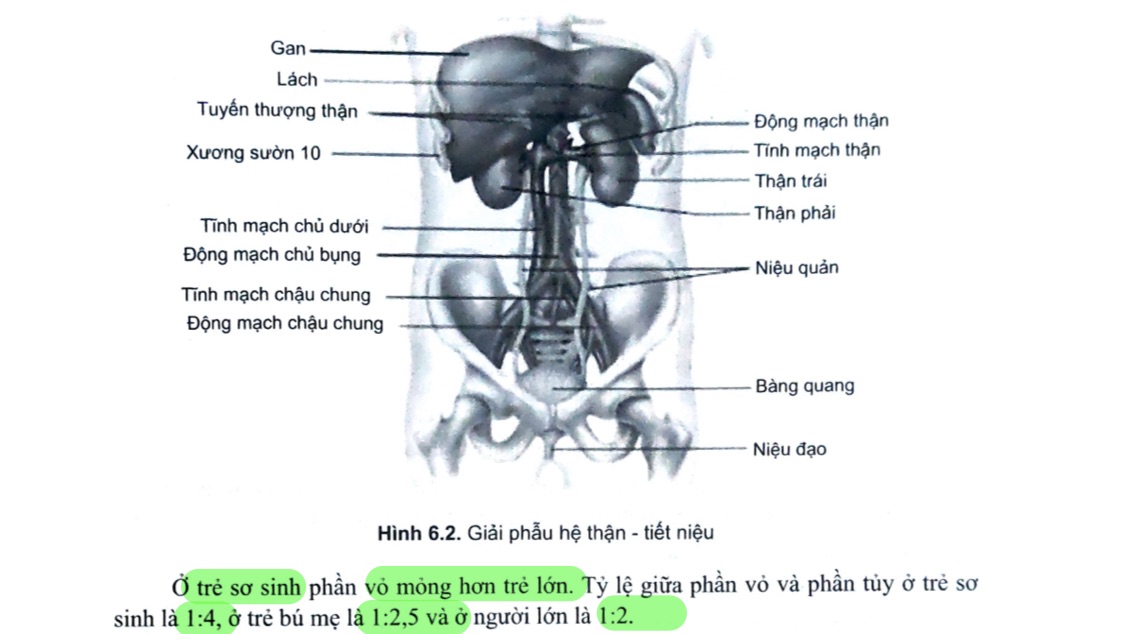 Gan
Lách
Tuyến thượng thận
Xương sườn 10
Tĩnh mạch chủ dưới
Động mạch chủ bụng
Tĩnh mạch chậu chung
Động mạch chậu chung
Động mạch thận
Tĩnh mạch thận
Thận trái
Thận phải
Niệu quản
Bàng quang
Niệu đạo
Hình 6.2. Giải phẫu hệ thận - tiết niệu
Ở trẻ sơ sinh phần vỏ mỏng hơn trẻ lớn. Tỷ lệ giữa phần vỏ và phần tủy ở trẻ sơ
sinh là 1:4, ở trẻ bú mẹ là 1:2,5 và ở người lớn là 1:2.